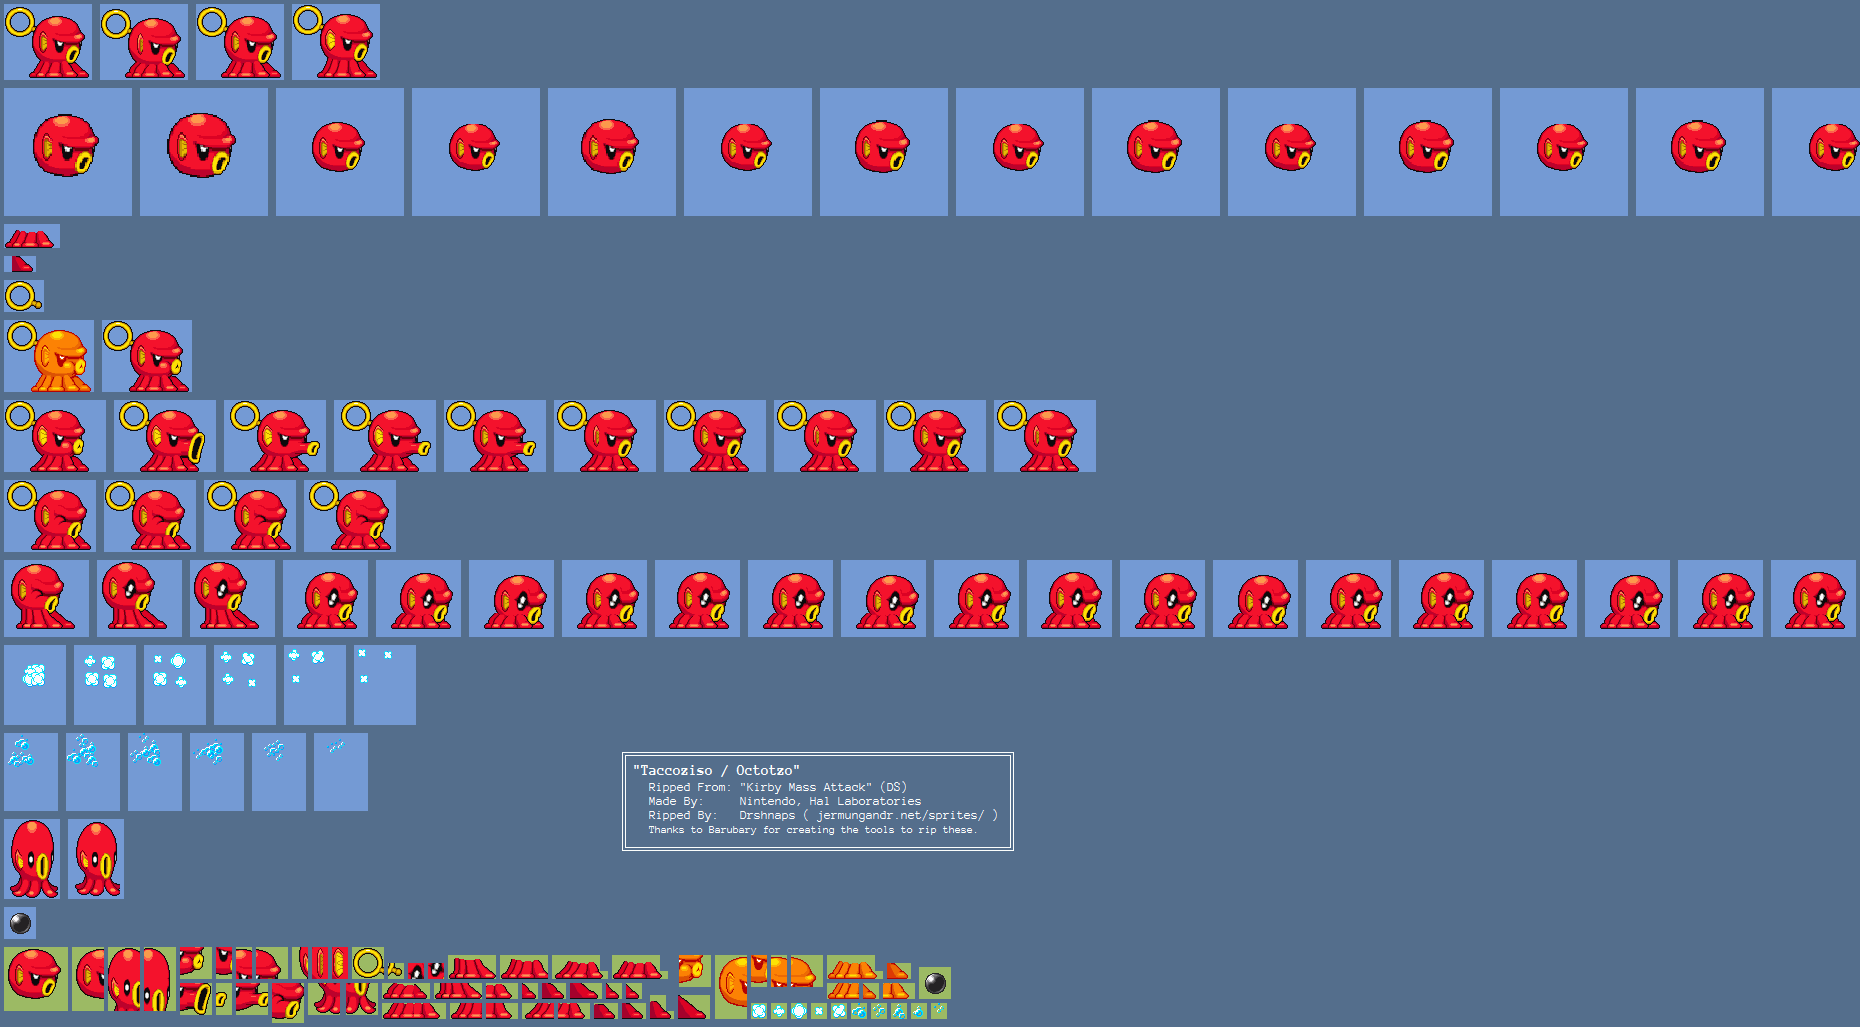 "Taccoziso / Octotzo"
Ripped From: "Kirby Mass Attack" (DS)
Made By: Nintendo, Hal Laboratories
Ripped By: Drshnaps ( jermungandr.net/sprites/ )
Thanks to Barubary for creating the tools to rip these.